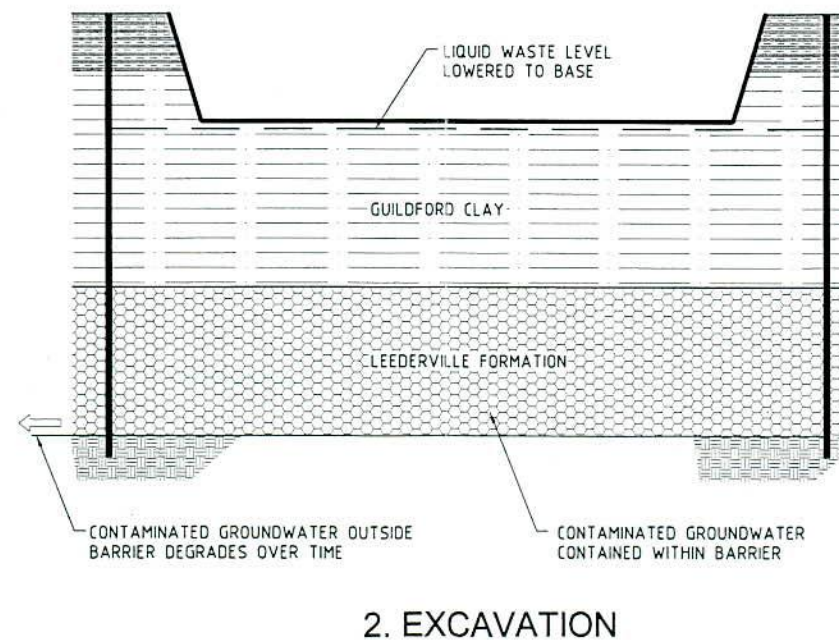 LIQUID WASTE LEVEL
LOWERED TO BASE
GUILDFORD CLAY
LEEDERVILLE FORMATION
CONTAMINATED GROUNDWATER OUTSIDE
BARRIER DEGRADES OVER TIME
CONTAMINATED GROUNDWATER
CONTAINED WITHIN BARRIER
2. EXCAVATION